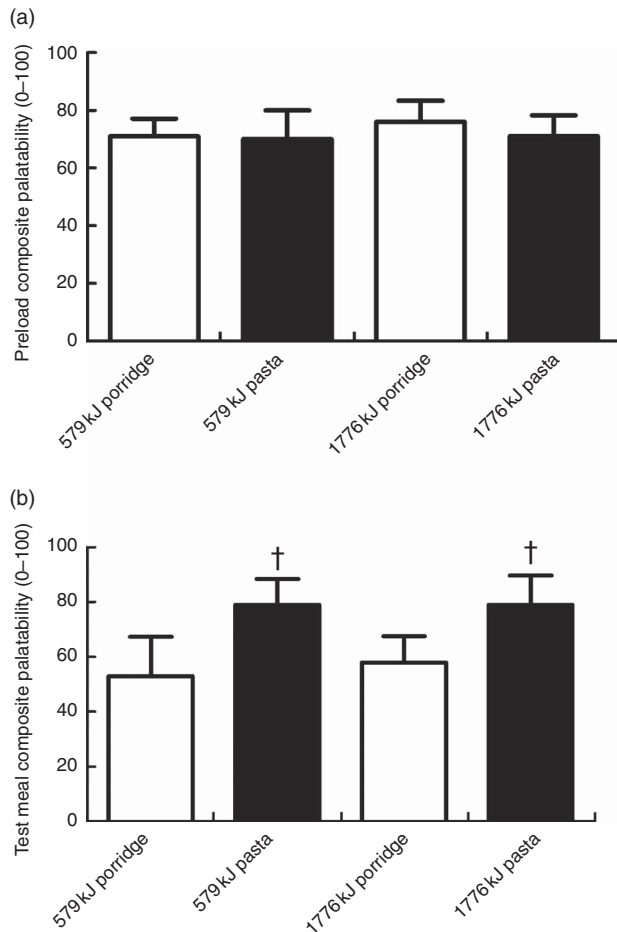 (a)
Preload composite palatability (0–100)
100
80
60
40
20
0
579 kJ porridge
579 kJ pasta
1776 kJ porridge
1776 kJ pasta
(b)
Test meal composite palatability (0–100)
100
80
60
40
20
0
†
†
579 kJ porridge
579 kJ pasta
1776 kJ porridge
1776 kJ pasta